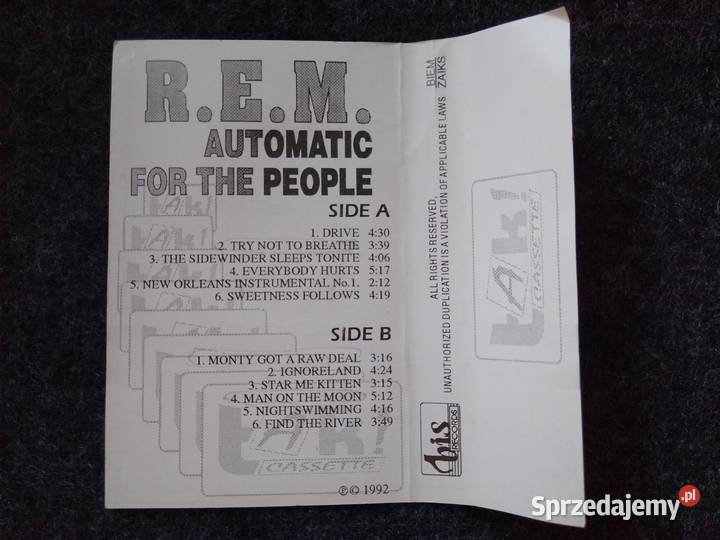 R.E.M.
AUTOMATIC
FOR THE PEOPLE
SIDE A
1. DRIVE 4:30
2. TRY NOT TO BREATHE 3:39
3. THE SIDEWINDER SLEEPS TONITE 4:06
4. EVERYBODY HURTS 5:17
5. NEW ORLEANS INSTRUMENTAL No.1. 2:12
6. SWEETNESS FOLLOWS 4:19
SIDE B
1. MONTY GOT A RAW DEAL 3:16
2. IGNORELAND 4:24
3. STAR ME KITTEN 3:15
4. MAN ON THE MOON 5:12
5. NIGHTSWIMMING 4:16
6. FIND THE RIVER 3:49
tAk!
CASSETTE
℗© 1992
ALL RIGHTS RESERVED,
UNAUTHORIZED DUPLICATION IS A VIOLATION OF APPLICABLE LAWS
BIEM
ZAIKS
tAk!
CASSETTE
bis
RECORDS
Sprzedajemy.pl